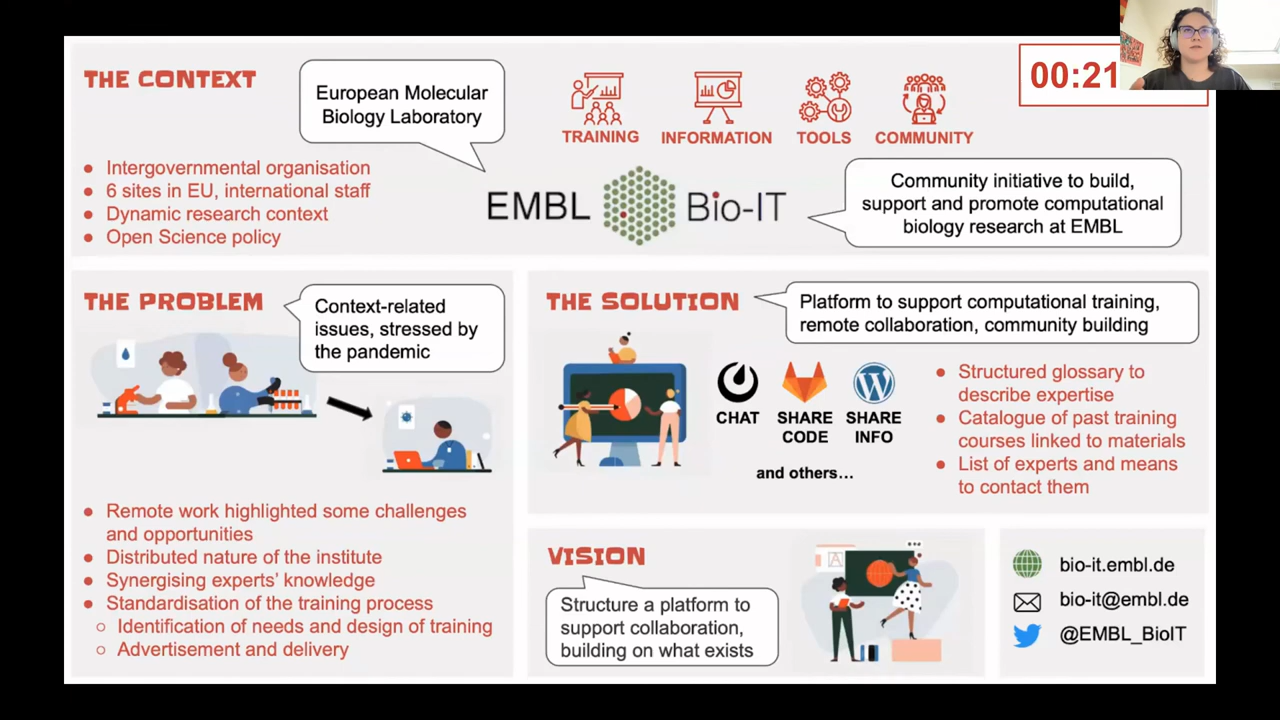 THE CONTEXT
European Molecular
Biology Laboratory
TRAINING
INFORMATION
TOOLS
COMMUNITY
00:21
Intergovernmental organisation
6 sites in EU, international staff
Dynamic research context
Open Science policy
EMBL Bio-IT
Community initiative to build,
support and promote computational
biology research at EMBL
THE PROBLEM
Context-related
issues, stressed by
the pandemic
Remote work highlighted some challenges
and opportunities
Distributed nature of the institute
Synergising experts' knowledge
Standardisation of the training process
Identification of needs and design of training
Advertisement and delivery
THE SOLUTION
Platform to support computational training,
remote collaboration, community building
CHAT
SHARE
CODE
SHARE
INFO
and others…
Structured glossary to
describe expertise
Catalogue of past training
courses linked to materials
List of experts and means
to contact them
VISION
Structure a platform to
support collaboration,
building on what exists
bio-it.embl.de
bio-it@embl.de
@EMBL_BioIT